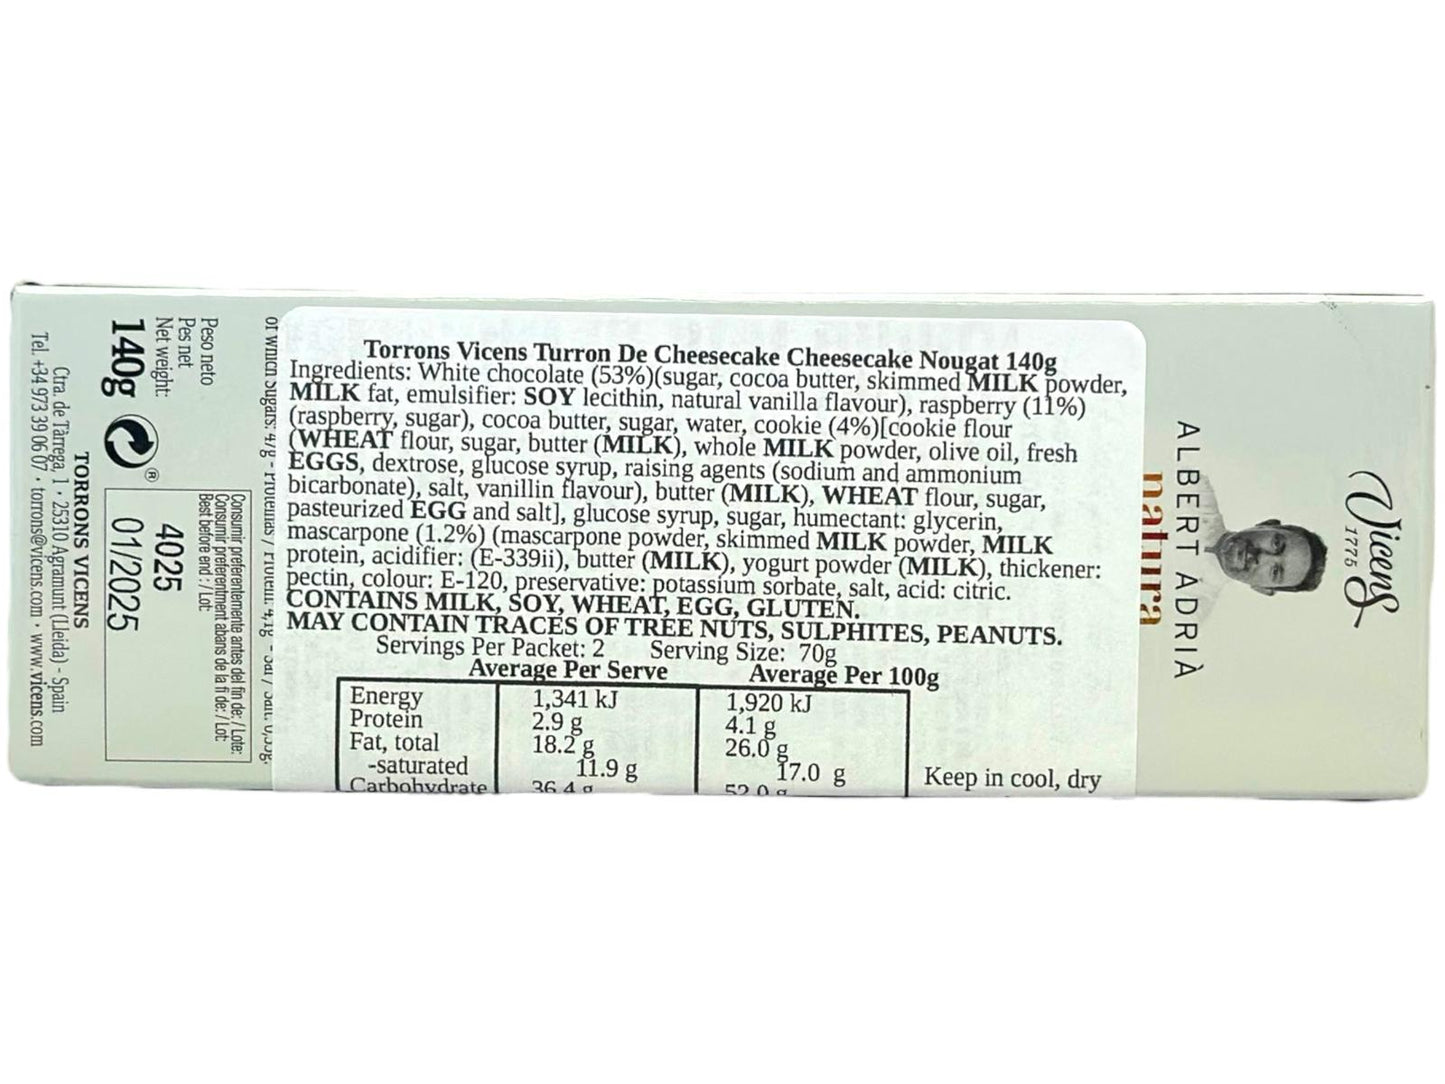 Torrons Vicens Turron De Cheesecake Cheesecake Nougat 140g
Ingredients: White chocolate (53%)(sugar, cocoa butter, skimmed MILK powder,
MILK fat, emulsifier: SOY lecithin, natural vanilla flavour), raspberry (11%)
(raspberry, sugar), cocoa butter, sugar, water, cookie (4%)[cookie flour
(WHEAT flour, sugar, butter (MILK), whole MILK powder, olive oil, fresh
EGGS, dextrose, glucose syrup, raising agents (sodium and ammonium
bicarbonate), salt, vanillin flavour), butter (MILK), WHEAT flour, sugar,
pasteurized EGG and salt], glucose syrup, sugar, humectant: glycerin,
mascarpone (1.2%) (mascarpone powder, skimmed MILK powder, MILK
protein, acidifier: (E-339ii), butter (MILK), yogurt powder (MILK), thickener:
pectin, colour: E-120, preservative: potassium sorbate, salt, acid: citric.
CONTAINS MILK, SOY, WHEAT, EGG, GLUTEN.
MAY CONTAIN TRACES OF TREE NUTS, SULPHITES, PEANUTS.
Servings Per Packet: 2 Serving Size: 70g
Average Per Serve Average Per 100g
Energy 1,341 kJ 1,920 kJ
Protein 2.9 g 4.1 g
Fat, total 18.2 g 26.0 g
-saturated 11.9 g 17.0 g
Carbohydrate 36.4 g 52.0 g
Keep in cool, dry
Vicens
1775
ALBERT ADRIÀ
natura
of which Sugars: 47g -
Peso neto
Pes net
Net weight:
140g
®
Consumir preferentemente antes del fin de: / Lote:
Consumir preferentment abans de la fi de: / Lot:
Best before end : / Lot:
4025
01/2025
TORRONS VICENS
Ctra. de Tàrrega, 1 · 25310 Agramunt (Lleida) - Spain
Tel. +34 973 39 06 07 · torrons@vicens.com · www.vicens.com